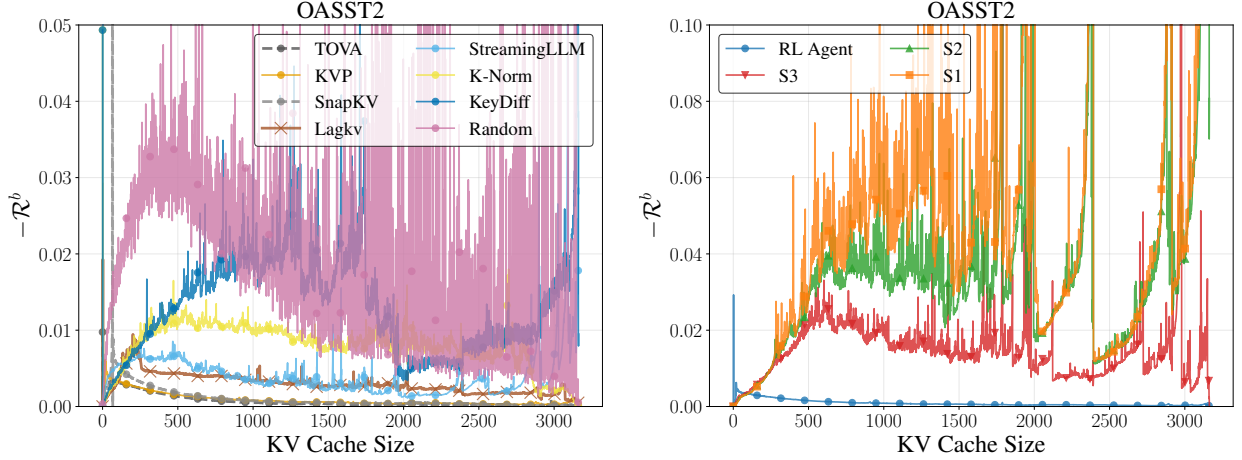 OASST2
0.05
0.04
0.03
0.02
0.01
0.00
−𝓡ᵇ
TOVA
KVP
SnapKV
Lagkv
StreamingLLM
K-Norm
KeyDiff
Random
0
500
1000
1500
2000
2500
3000
KV Cache Size
OASST2
0.10
0.08
0.06
0.04
0.02
0.00
−𝓡ᵇ
RL Agent
S3
S2
S1
0
500
1000
1500
2000
2500
3000
KV Cache Size